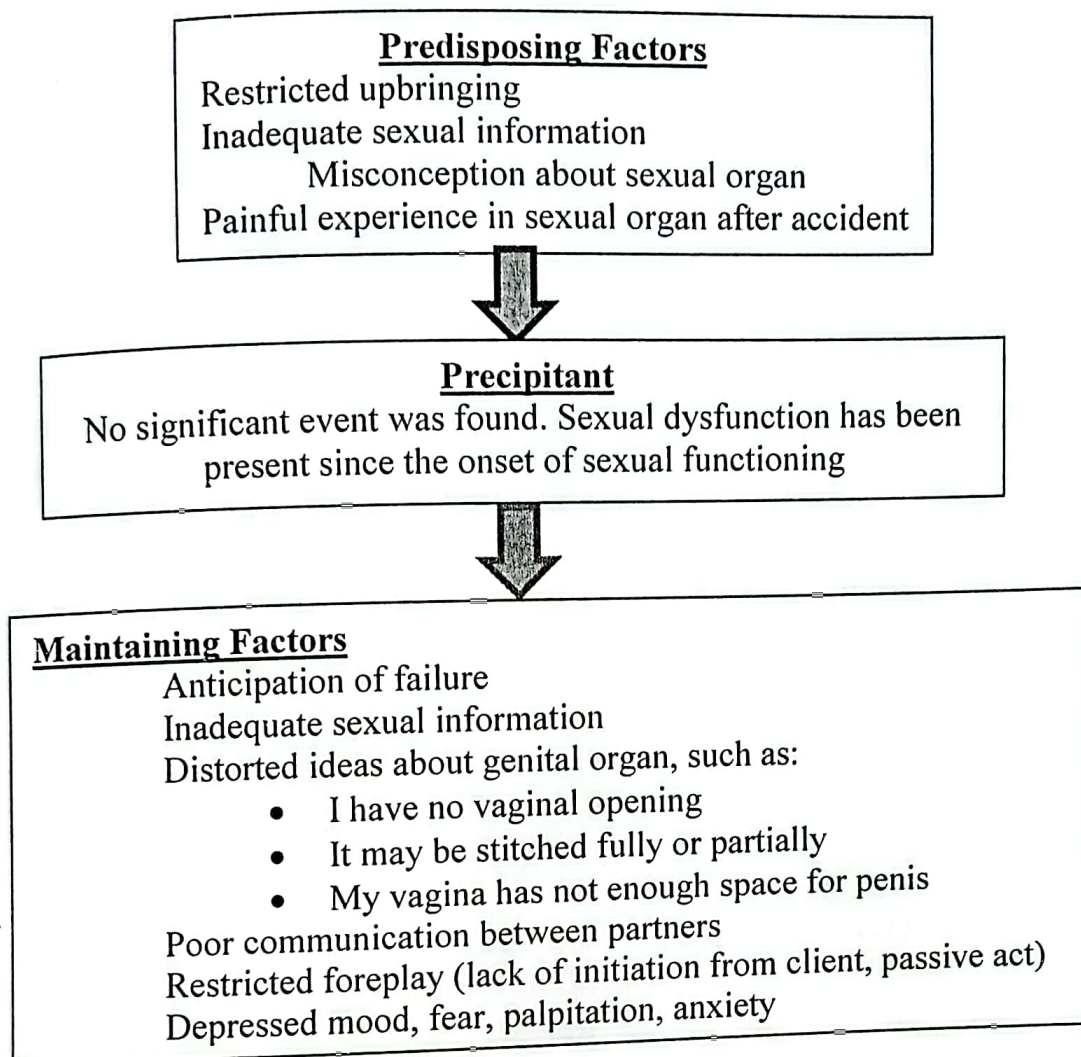 Predisposing Factors
Restricted upbringing
Inadequate sexual information
Misconception about sexual organ
Painful experience in sexual organ after accident
Precipitant
No significant event was found. Sexual dysfunction has been
present since the onset of sexual functioning
Maintaining Factors
Anticipation of failure
Inadequate sexual information
Distorted ideas about genital organ, such as:
• I have no vaginal opening
• It may be stitched fully or partially
• My vagina has not enough space for penis
Poor communication between partners
Restricted foreplay (lack of initiation from client, passive act)
Depressed mood, fear, palpitation, anxiety